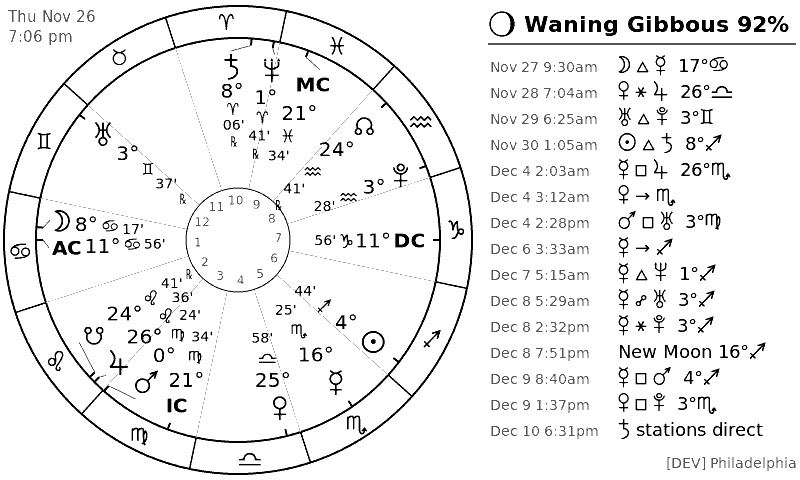 Thu Nov 26
7:06 pm
Waning Gibbous 92%
♄ 8° ♈ 06' ℞
♆ 1° ♈ 41' ℞
MC 21° ♓ 34'
☊ 24° ♒ 41' ℞
♇ 3° ♒ 28'
♅ 3° ♊ 37' ℞
☽ 8° ♋ 17'
AC 11° ♋ 56'
56' ♑ 11° DC
☋ 24° ♌ 41' ℞
♃ 26° ♌ 36'
♂ 0° ♍ 24'
IC 21° ♍ 34'
♀ 25° ♎ 58'
☿ 16° ♏ 25'
☉ 4° ♐ 44'
1 2 3 4 5 6 7 8 9 10 11 12
♈ ♉ ♊ ♋ ♌ ♍ ♎ ♏ ♐ ♑ ♒ ♓
Nov 27 9:30am ☽ △ ☿ 17°♋
Nov 28 7:04am ♀ ⚹ ♃ 26°♎
Nov 29 6:25am ♅ △ ♇ 3°♊
Nov 30 1:05am ☉ △ ♄ 8°♐
Dec 4 2:03am ☿ □ ♃ 26°♏
Dec 4 3:12am ♀ → ♏
Dec 4 2:28pm ♂ □ ♅ 3°♍
Dec 6 3:33am ☿ → ♐
Dec 7 5:15am ☿ △ ♆ 1°♐
Dec 8 5:29am ☿ ☍ ♅ 3°♐
Dec 8 2:32pm ☿ ⚹ ♇ 3°♐
Dec 8 7:51pm New Moon 16°♐
Dec 9 8:40am ☿ □ ♂ 4°♐
Dec 9 1:37pm ♀ □ ♇ 3°♏
Dec 10 6:31pm ♄ stations direct
[DEV] Philadelphia